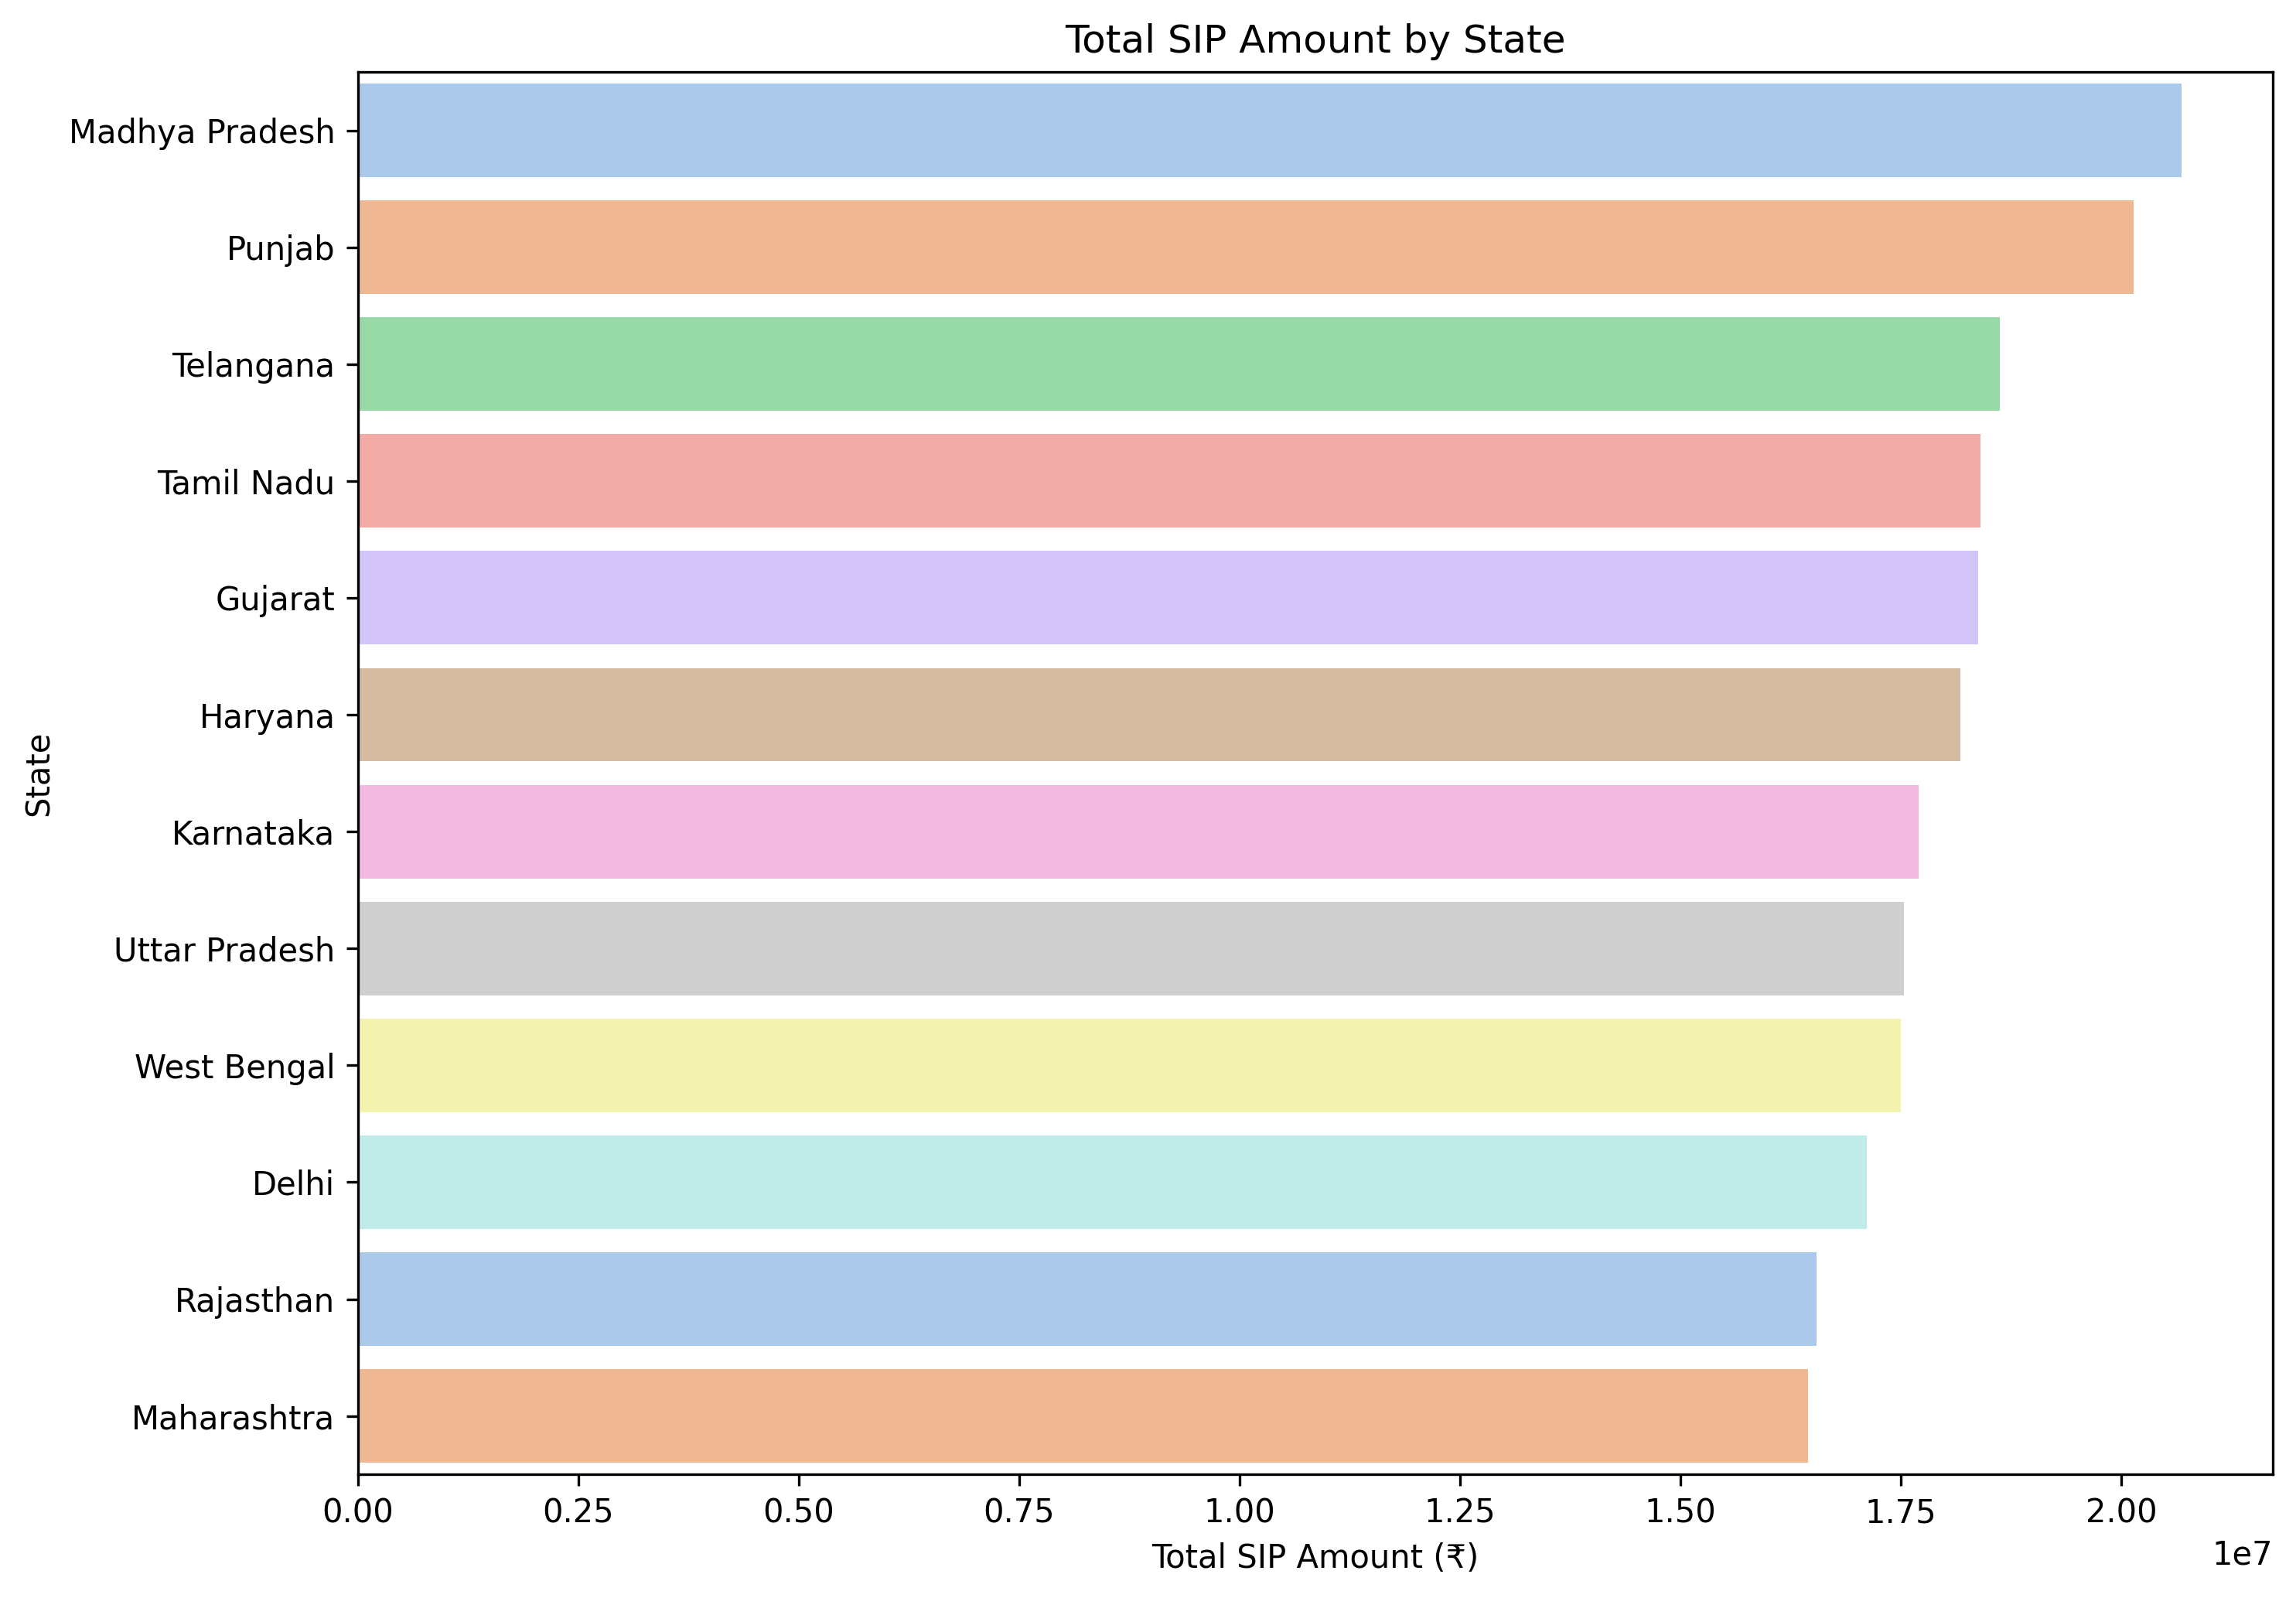 Total SIP Amount by State
Madhya Pradesh
Punjab
Telangana
Tamil Nadu
Gujarat
Haryana
Karnataka
Uttar Pradesh
West Bengal
Delhi
Rajasthan
Maharashtra
State
0.00 0.25 0.50 0.75 1.00 1.25 1.50 1.75 2.00
1e7
Total SIP Amount (₹)